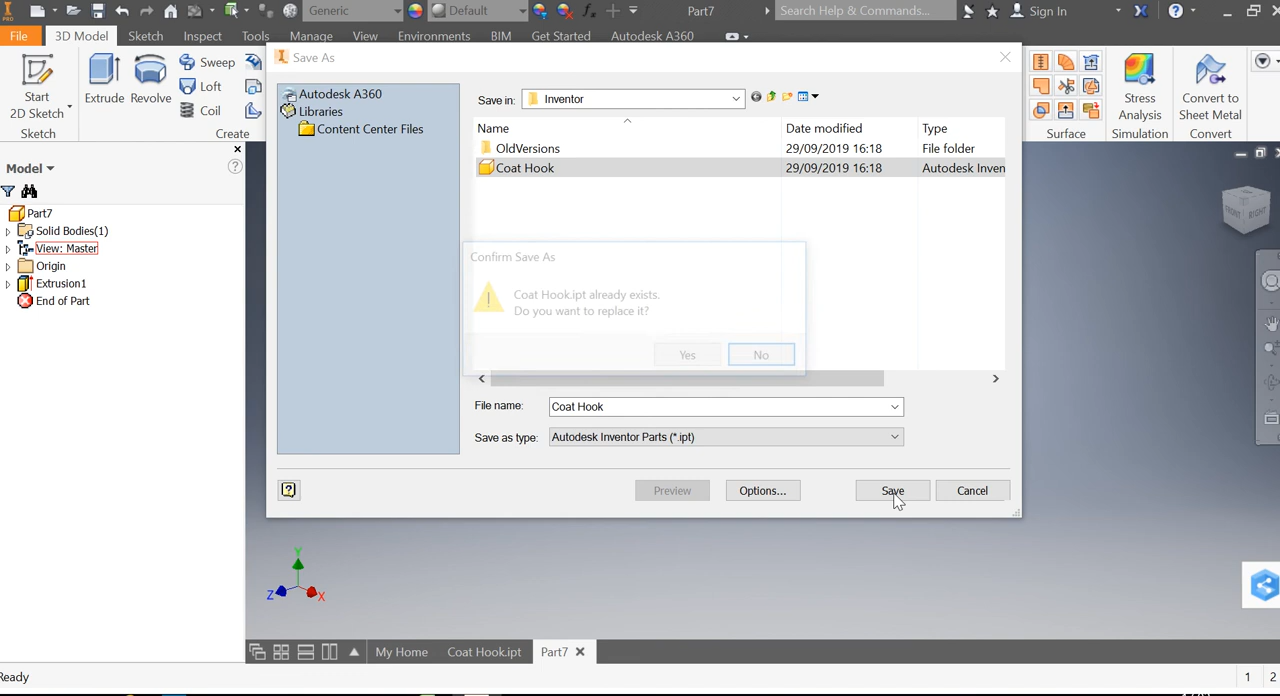 PRO
Generic
Default
Part7
Search Help & Commands...
Sign In
File
3D Model
Sketch
Inspect
Tools
Manage
View
Environments
BIM
Get Started
Autodesk A360
Start
2D Sketch
Sketch
Extrude
Revolve
Sweep
Loft
Coil
Create
Surface
Stress
Analysis
Simulation
Convert to
Sheet Metal
Convert
Model
Part7
Solid Bodies(1)
View: Master
Origin
Extrusion1
End of Part
Save As
Autodesk A360
Libraries
Content Center Files
Save in:
Inventor
Name
Date modified
Type
OldVersions
29/09/2019 16:18
File folder
Coat Hook
29/09/2019 16:18
Autodesk Inven
Confirm Save As
Coat Hook.ipt already exists.
Do you want to replace it?
Yes
No
File name:
Coat Hook
Save as type:
Autodesk Inventor Parts (*.ipt)
Preview
Options...
Save
Cancel
FRONT
RIGHT
Y
Z
X
My Home
Coat Hook.ipt
Part7
Ready
1
2